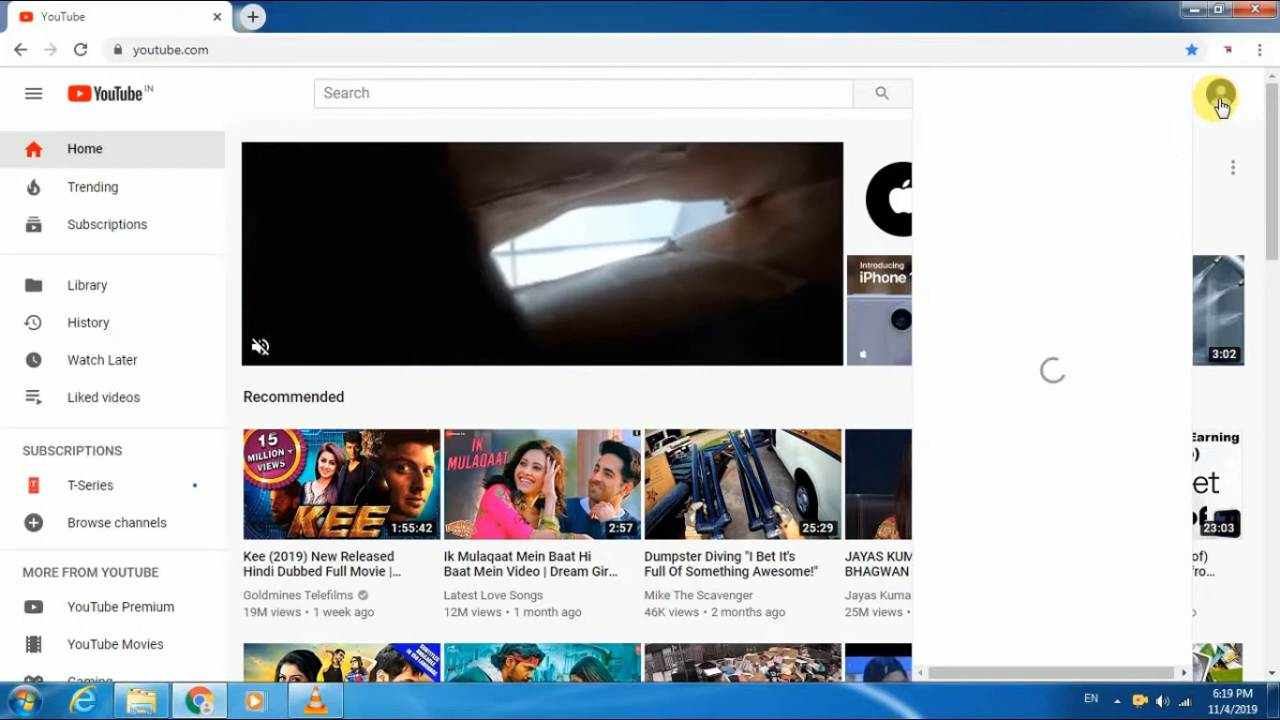 YouTube
youtube.com
YouTube IN
Search
Home
Trending
Subscriptions
Library
History
Watch Later
Liked videos
SUBSCRIPTIONS
T-Series
Browse channels
MORE FROM YOUTUBE
YouTube Premium
YouTube Movies
Gaming
Introducing
iPhone
3:02
Recommended
15
MILLION +
VIEWS
KEE
1:55:42
IK
MULAQAAT
2:57
25:29
Earning
)
et
of
23:03
Kee (2019) New Released
Hindi Dubbed Full Movie |...
Goldmines Telefilms
19M views • 1 week ago
Ik Mulaqaat Mein Baat Hi
Baat Mein Video | Dream Gir...
Latest Love Songs
12M views • 1 month ago
Dumpster Diving "I Bet It's
Full Of Something Awesome!"
Mike The Scavenger
46K views • 2 months ago
JAYAS KUM
BHAGWAN
Jayas Kuma
25M views •
of)
fro...
EN
6:19 PM
11/4/2019